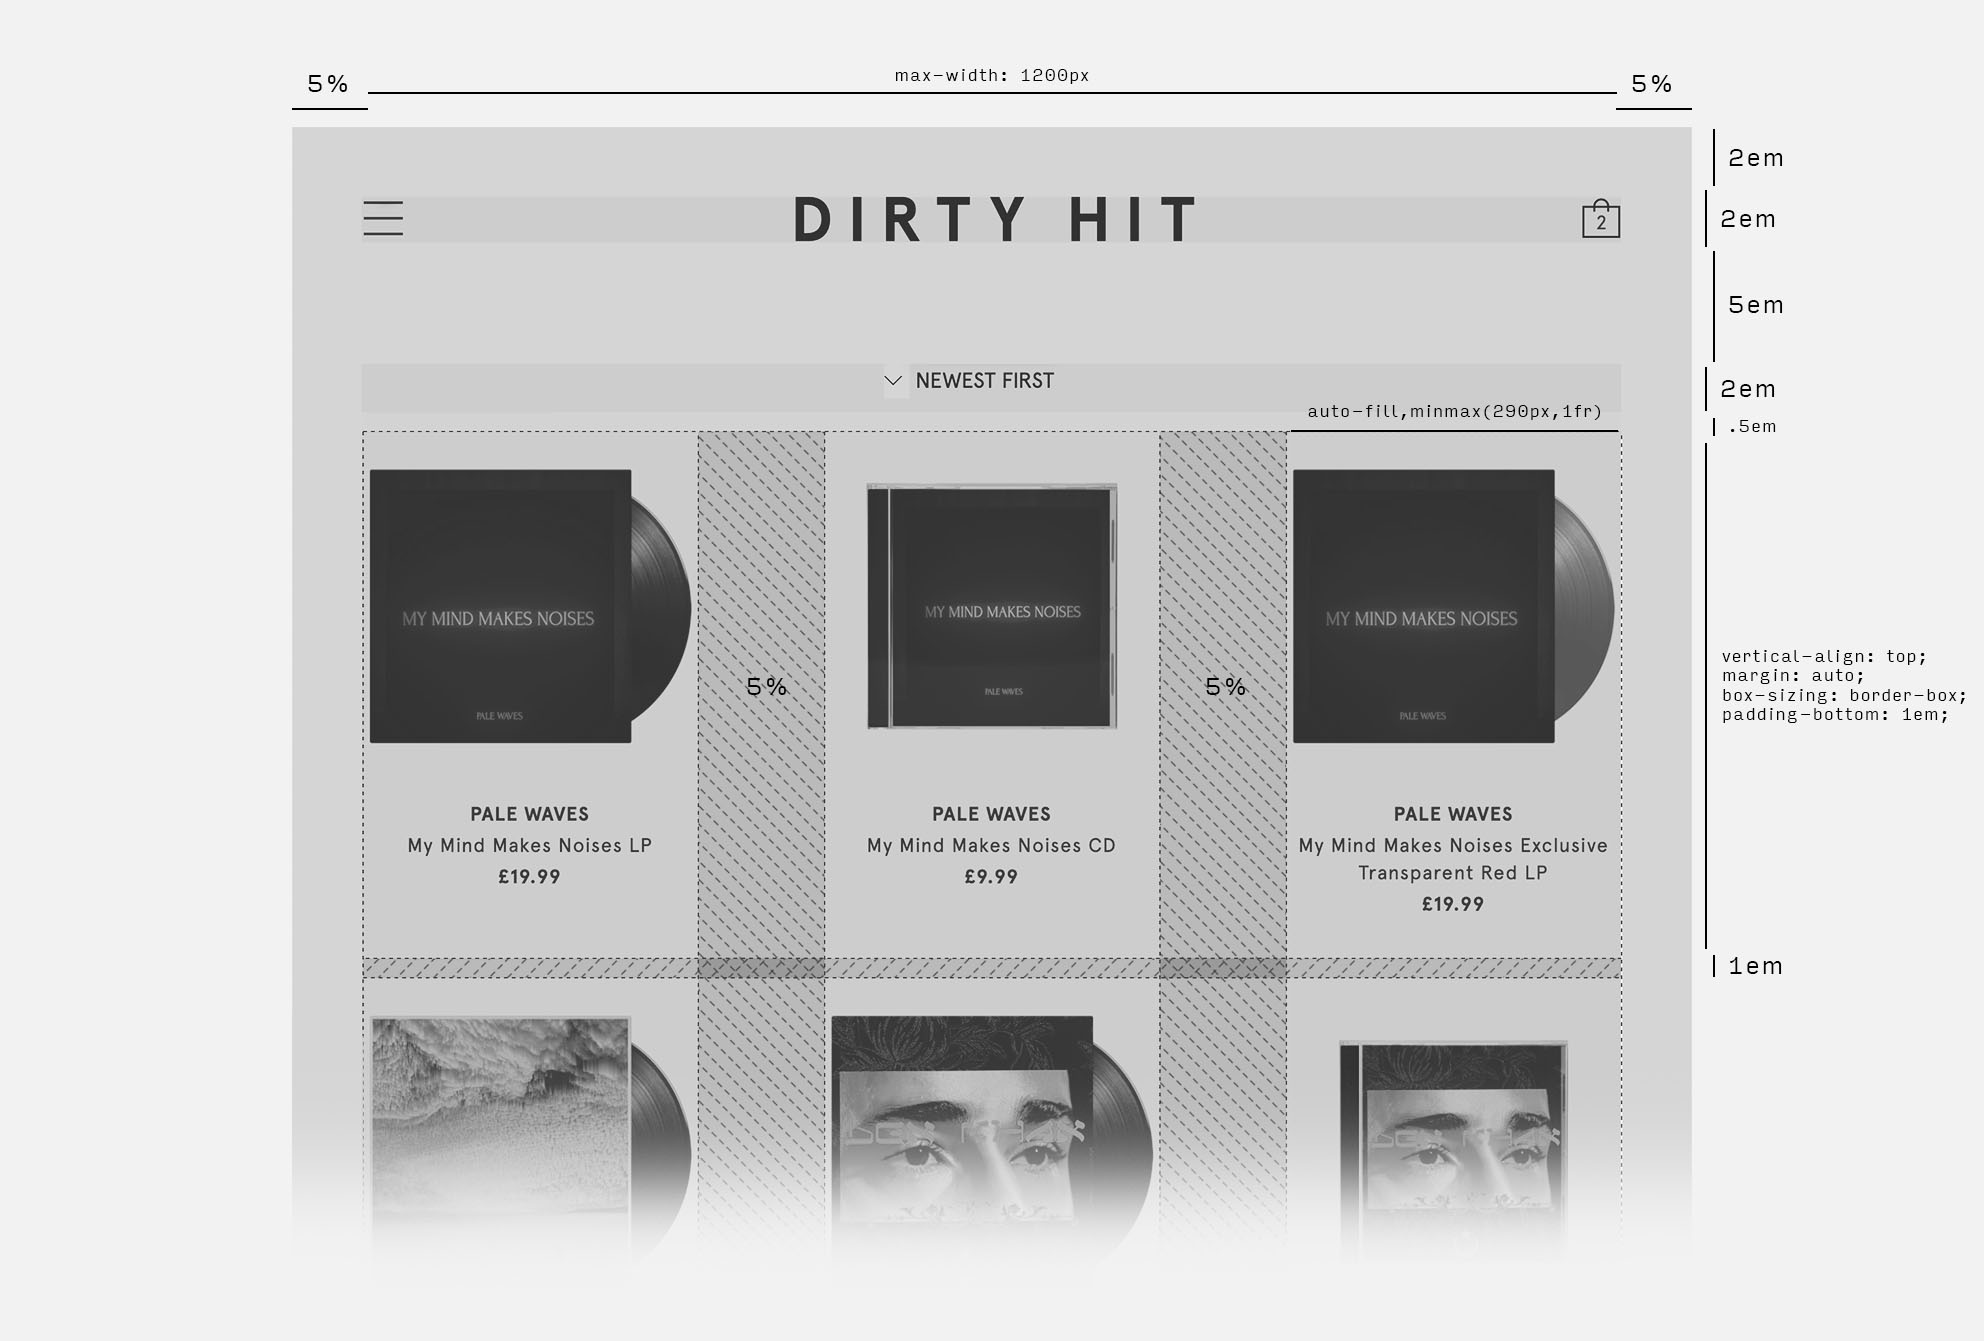 max-width: 1200px
5%
5%
2em
DIRTY HIT
2
2em
5em
NEWEST FIRST
2em
auto-fill,minmax(290px,1fr)
.5em
MY MIND MAKES NOISES
MY MIND MAKES NOISES
MY MIND MAKES NOISES
vertical-align: top;
margin: auto;
box-sizing: border-box;
padding-bottom: 1em;
5%
5%
PALE WAVES
PALE WAVES
PALE WAVES
PALE WAVES
My Mind Makes Noises LP
£19.99
PALE WAVES
My Mind Makes Noises CD
£9.99
PALE WAVES
My Mind Makes Noises Exclusive
Transparent Red LP
£19.99
1em